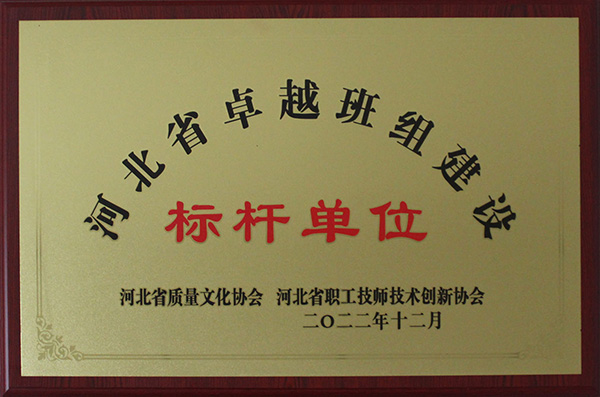 河北省卓越班组建设
标杆单位
河北省质量文化协会 河北省职工技师技术创新协会
二〇二二年十二月